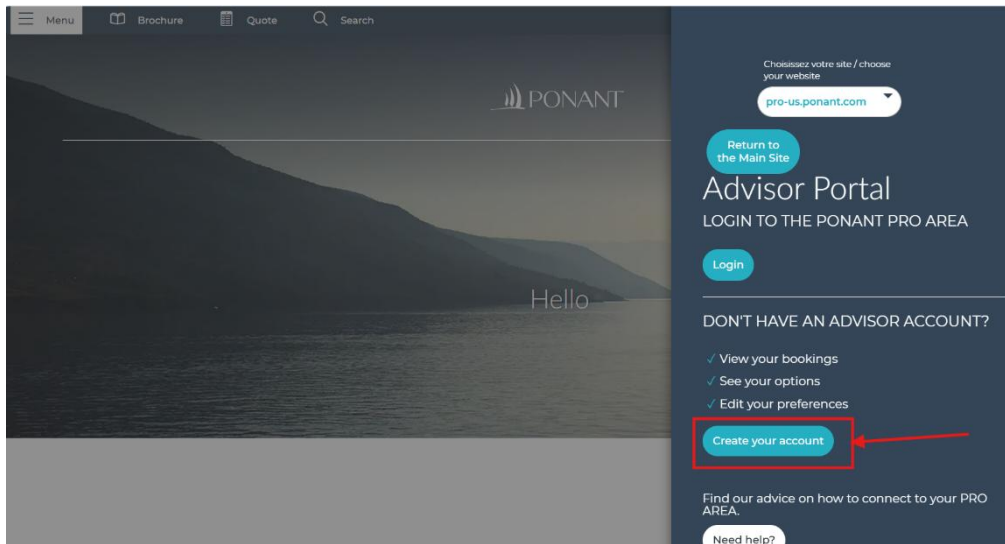 Menu
Brochure
Quote
Search
PONANT
Hello
Choisissez votre site / choose
your website
pro-us.ponant.com
Return to
the Main Site
Advisor Portal
LOGIN TO THE PONANT PRO AREA
Login
DON'T HAVE AN ADVISOR ACCOUNT?
✓ View your bookings
✓ See your options
✓ Edit your preferences
Create your account
Find our advice on how to connect to your PRO
AREA.
Need help?